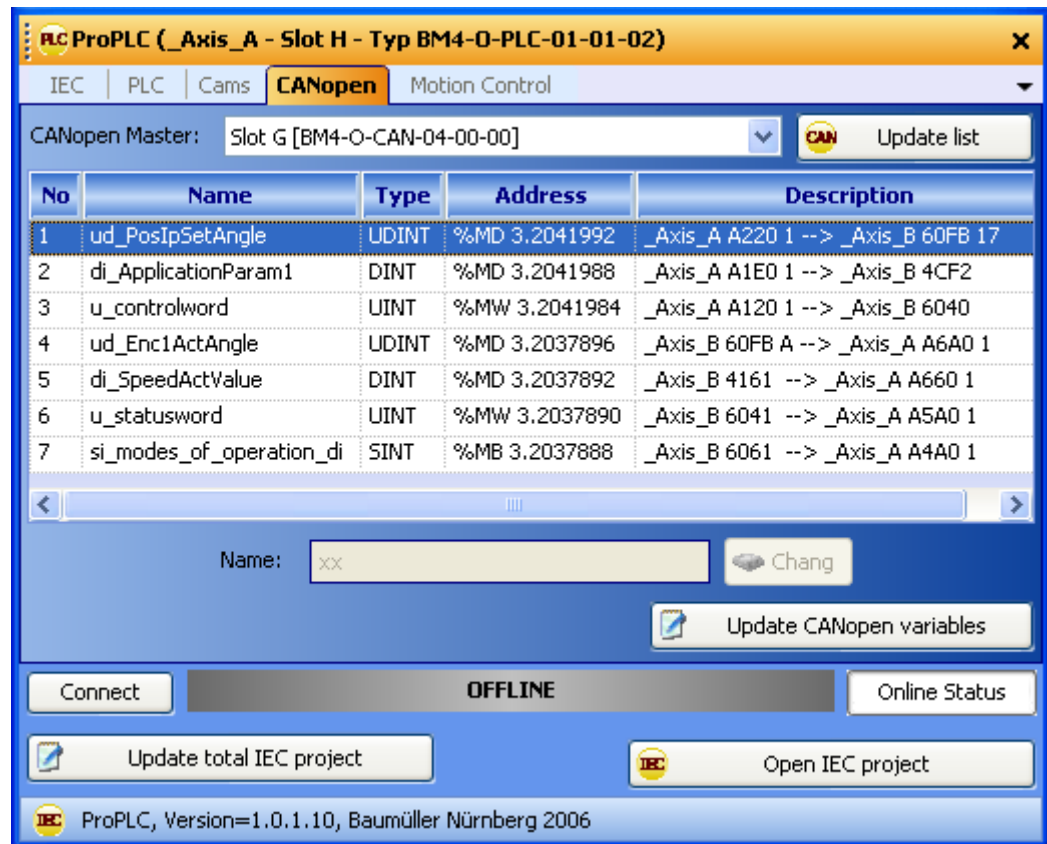 PLC ProPLC (_Axis_A - Slot H - Typ BM4-O-PLC-01-01-02)
IEC PLC Cams CANopen Motion Control
CANopen Master: Slot G [BM4-O-CAN-04-00-00] CAN Update list
No Name Type Address Description
1 ud_PosIpSetAngle UDINT %MD 3.2041992 _Axis_A A220 1 --> _Axis_B 60FB 17
2 di_ApplicationParam1 DINT %MD 3.2041988 _Axis_A A1E0 1 --> _Axis_B 4CF2
3 u_controlword UINT %MW 3.2041984 _Axis_A A120 1 --> _Axis_B 6040
4 ud_Enc1ActAngle UDINT %MD 3.2037896 _Axis_B 60FB A --> _Axis_A A6A0 1
5 di_SpeedActValue DINT %MD 3.2037892 _Axis_B 4161 --> _Axis_A A660 1
6 u_statusword UINT %MW 3.2037890 _Axis_B 6041 --> _Axis_A A5A0 1
7 si_modes_of_operation_di SINT %MB 3.2037888 _Axis_B 6061 --> _Axis_A A4A0 1
Name: xx Chang
Update CANopen variables
Connect OFFLINE Online Status
Update total IEC project IEC Open IEC project
IEC ProPLC, Version=1.0.1.10, Baumüller Nürnberg 2006